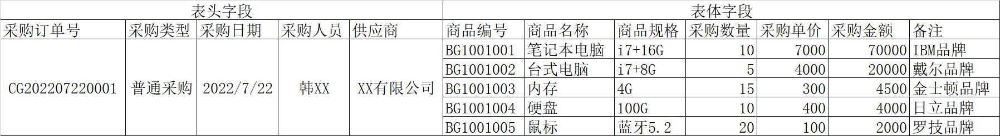 表头字段 表体字段
采购订单号 采购类型 采购日期 采购人员 供应商 商品编号 商品名称 商品规格 采购数量 采购单价 采购金额 备注
BG1001001 笔记本电脑 i7+16G 10 7000 70000 IBM品牌
BG1001002 台式电脑 i7+8G 5 4000 20000 戴尔品牌
CG202207220001 普通采购 2022/7/22 韩XX XX有限公司 BG1001003 内存 4G 15 300 4500 金士顿品牌
BG1001004 硬盘 100G 10 400 4000 日立品牌
BG1001005 鼠标 蓝牙5.2 20 100 2000 罗技品牌